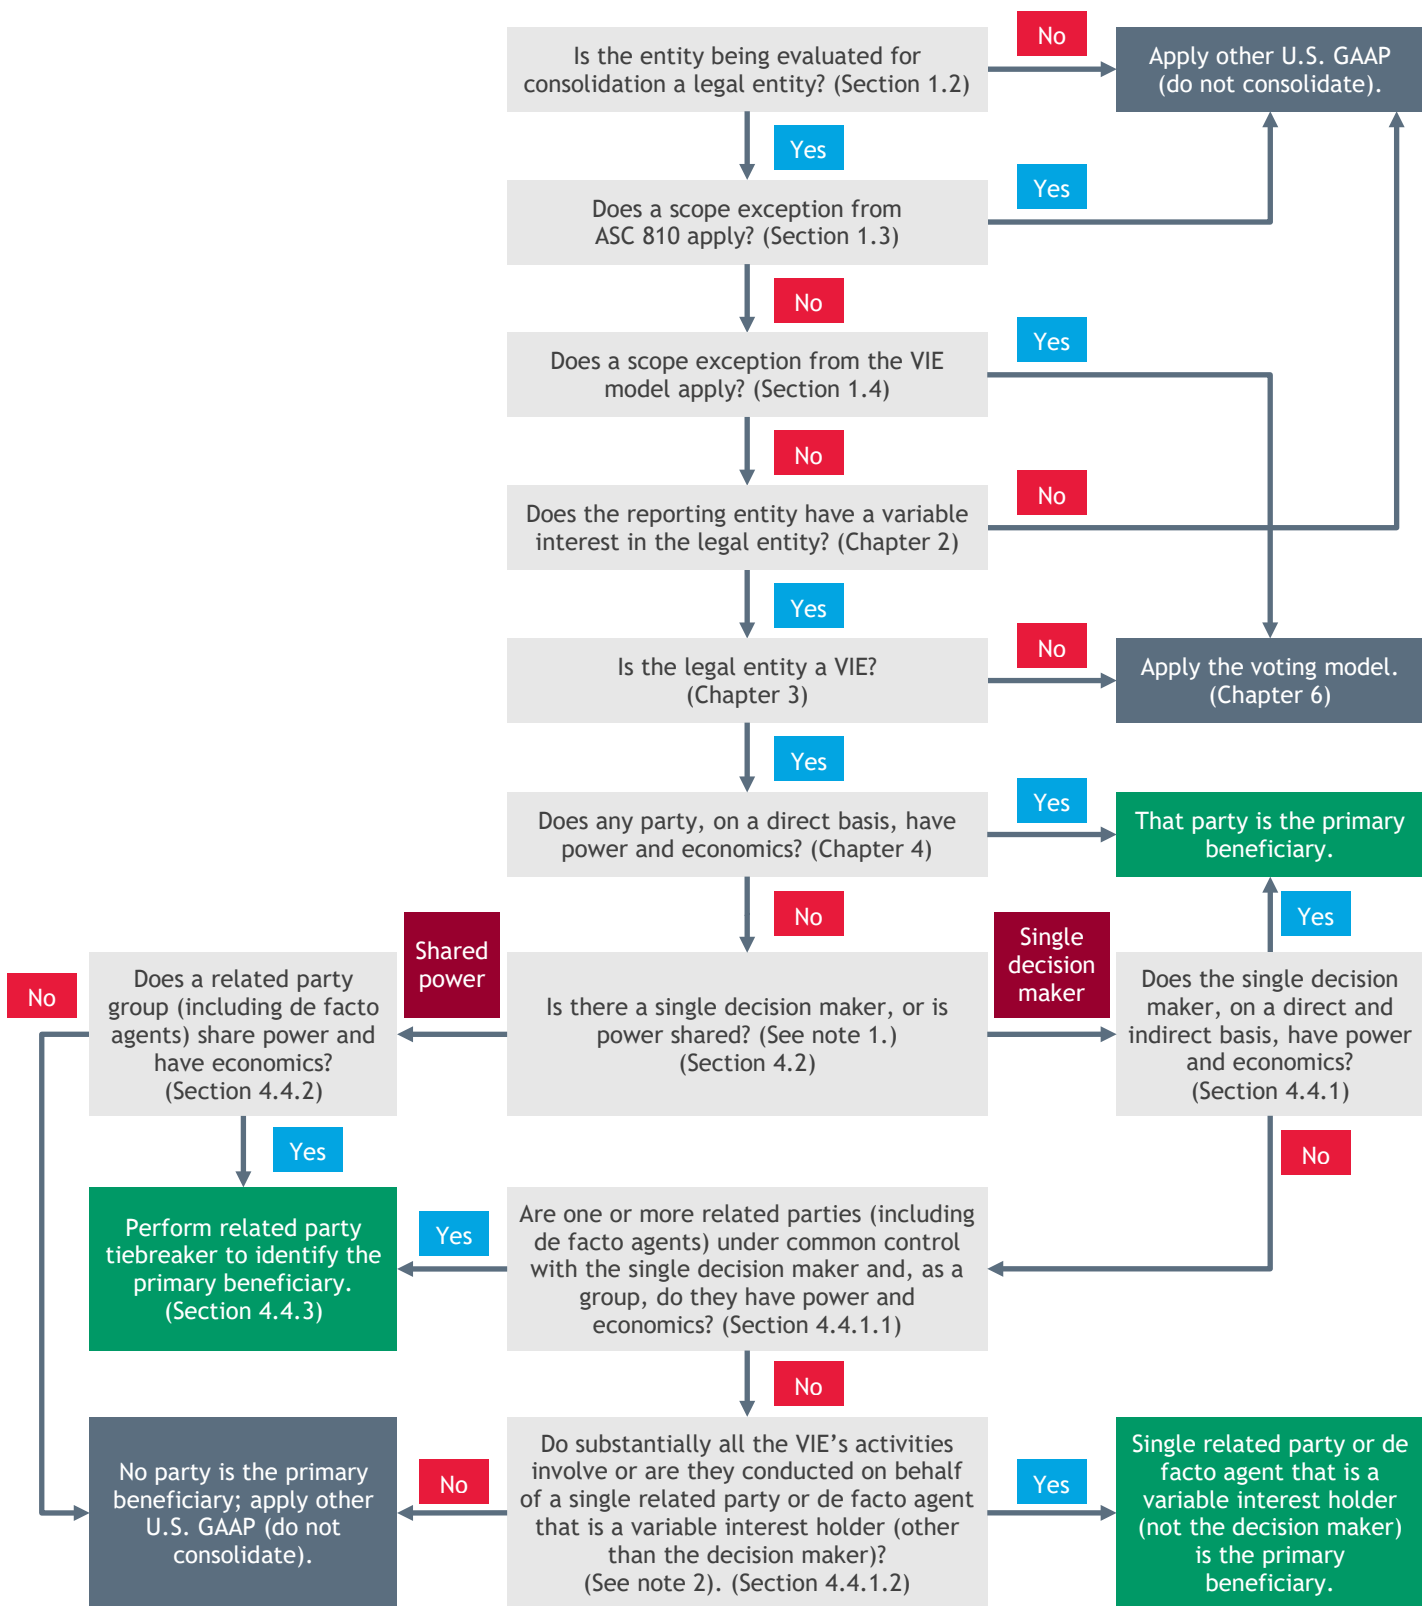 Is the entity being evaluated for
consolidation a legal entity? (Section 1.2)
No
Apply other U.S. GAAP
(do not consolidate).
Yes
Does a scope exception from
ASC 810 apply? (Section 1.3)
Yes
No
Does a scope exception from the VIE
model apply? (Section 1.4)
Yes
No
Does the reporting entity have a variable
interest in the legal entity? (Chapter 2)
No
Yes
Is the legal entity a VIE?
(Chapter 3)
No
Apply the voting model.
(Chapter 6)
Yes
Does any party, on a direct basis, have
power and economics? (Chapter 4)
Yes
That party is the primary
beneficiary.
No
Is there a single decision maker, or is
power shared? (See note 1.)
(Section 4.2)
Shared
power
Single
decision
maker
Yes
Does a related party
group (including de facto
agents) share power and
have economics?
(Section 4.4.2)
No
Does the single decision
maker, on a direct and
indirect basis, have power
and economics?
(Section 4.4.1)
Yes
No
Perform related party
tiebreaker to identify the
primary beneficiary.
(Section 4.4.3)
Yes
Are one or more related parties (including
de facto agents) under common control
with the single decision maker and, as a
group, do they have power and
economics? (Section 4.4.1.1)
No
No party is the primary
beneficiary; apply other
U.S. GAAP (do not
consolidate).
No
Do substantially all the VIE’s activities
involve or are they conducted on behalf
of a single related party or de facto agent
that is a variable interest holder (other
than the decision maker)?
(See note 2). (Section 4.4.1.2)
Yes
Single related party or de
facto agent that is a
variable interest holder
(not the decision maker)
is the primary
beneficiary.